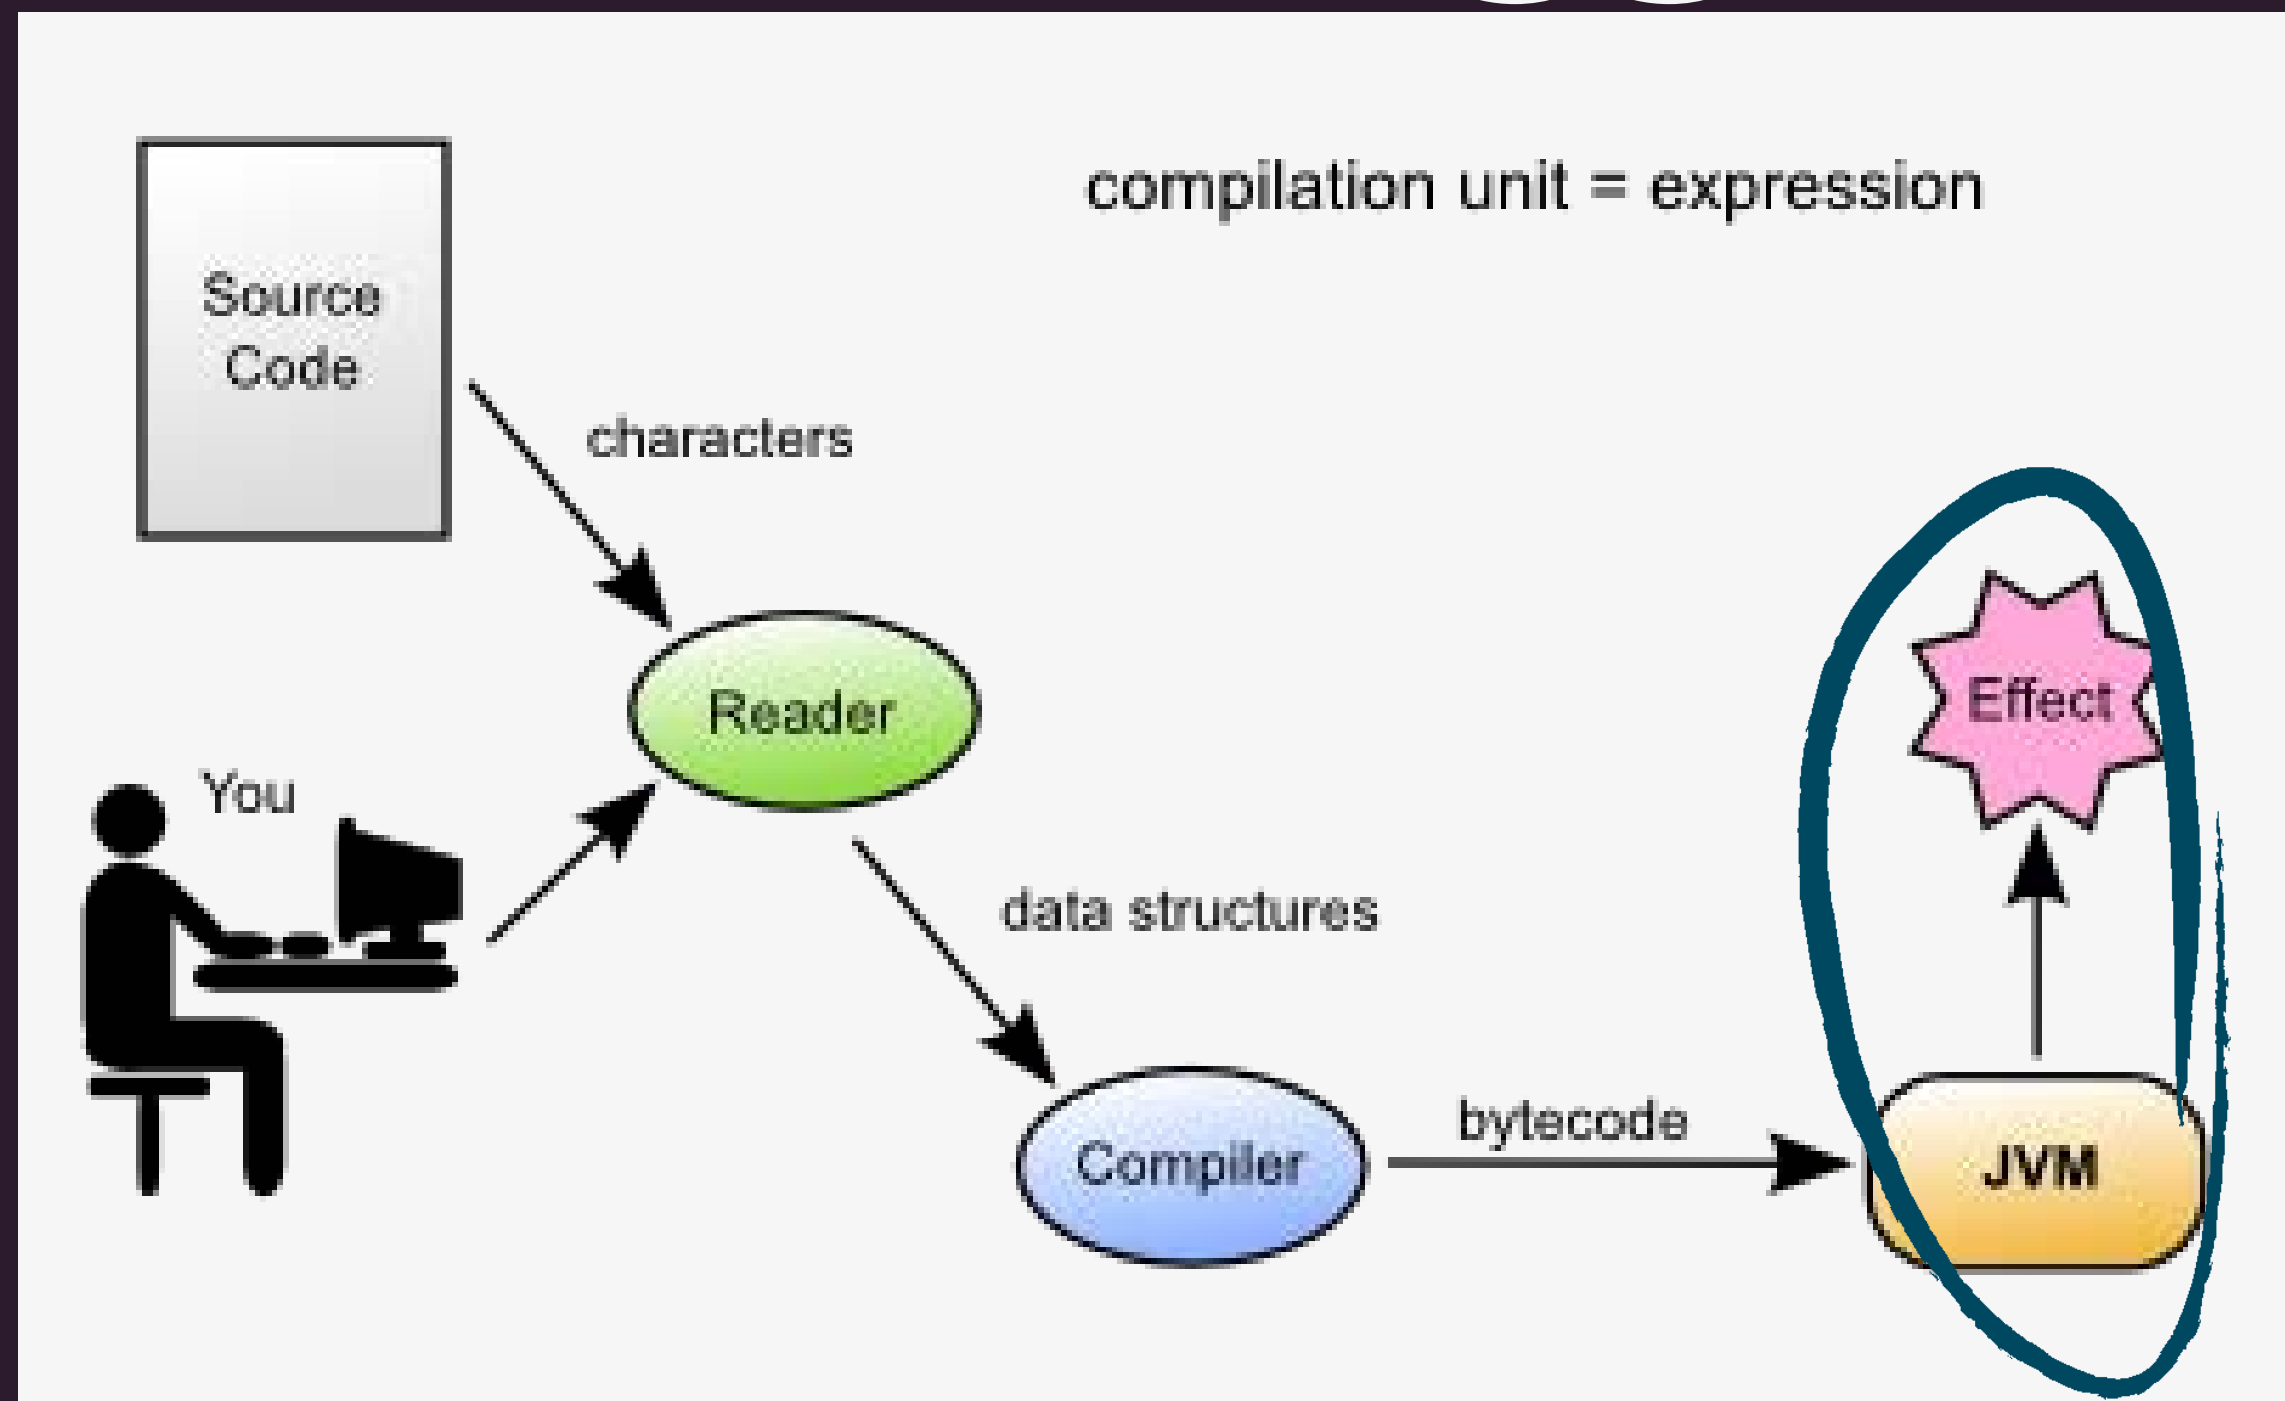 compilation unit = expression
Source
Code
characters
Reader
You
Effect
data structures
bytecode
Compiler
JVM